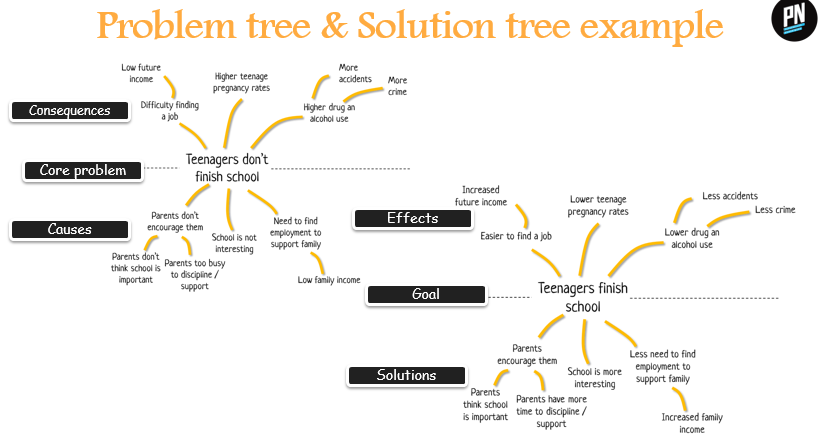 Problem tree & Solution tree example
PN
Low future
income
Higher teenage
pregnancy rates
More
accidents
More
crime
Consequences
Difficulty finding
a job
Higher drug an
alcohol use
Core problem
Teenagers don't
finish school
Causes
Parents don't
encourage them
School is not
interesting
Need to find
employment to
support family
Parents don't
think school is
important
Parents too busy
to discipline /
support
Low family income
Effects
Increased
future income
Lower teenage
pregnancy rates
Less accidents
Less crime
Easier to find a job
Lower drug an
alcohol use
Goal
Teenagers finish
school
Solutions
Parents
encourage them
School is more
interesting
Less need to find
employment to
support family
Parents
think school
is important
Parents have more
time to discipline /
support
Increased family
income